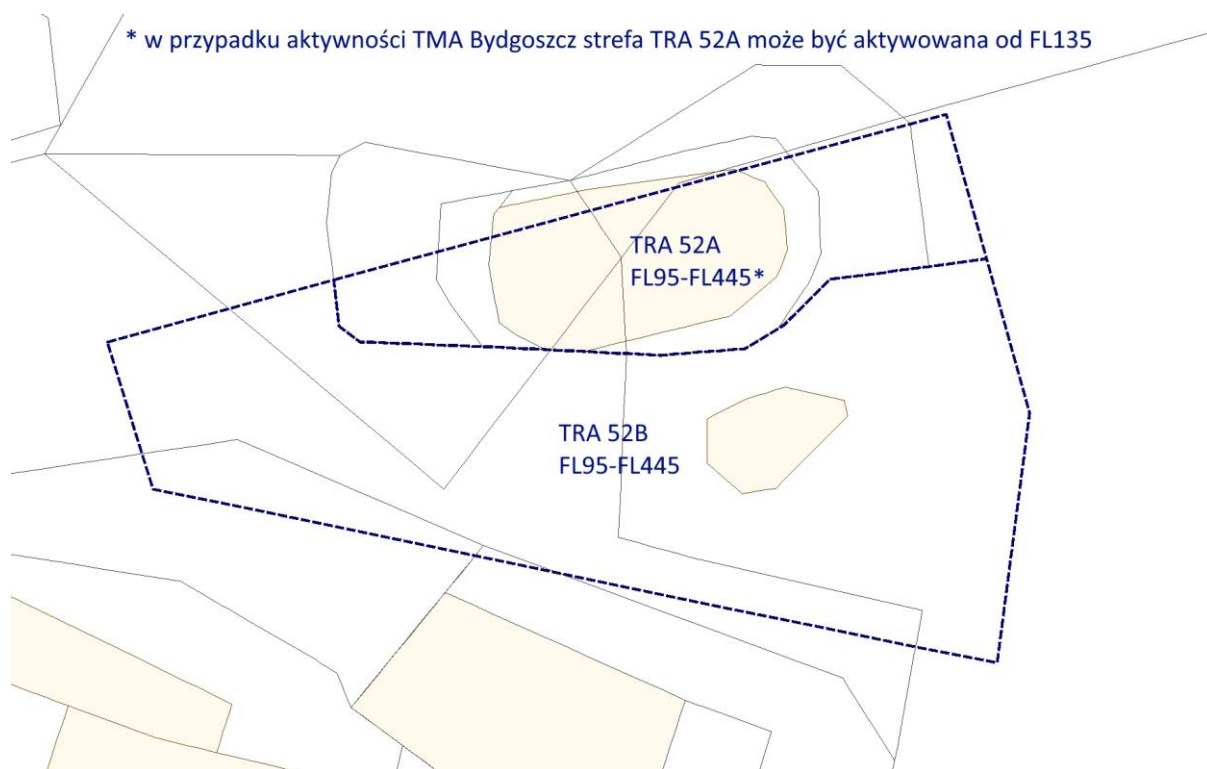 * w przypadku aktywności TMA Bydgoszcz strefa TRA 52A może być aktywowana od FL135
TRA 52A
FL95-FL445*
TRA 52B
FL95-FL445